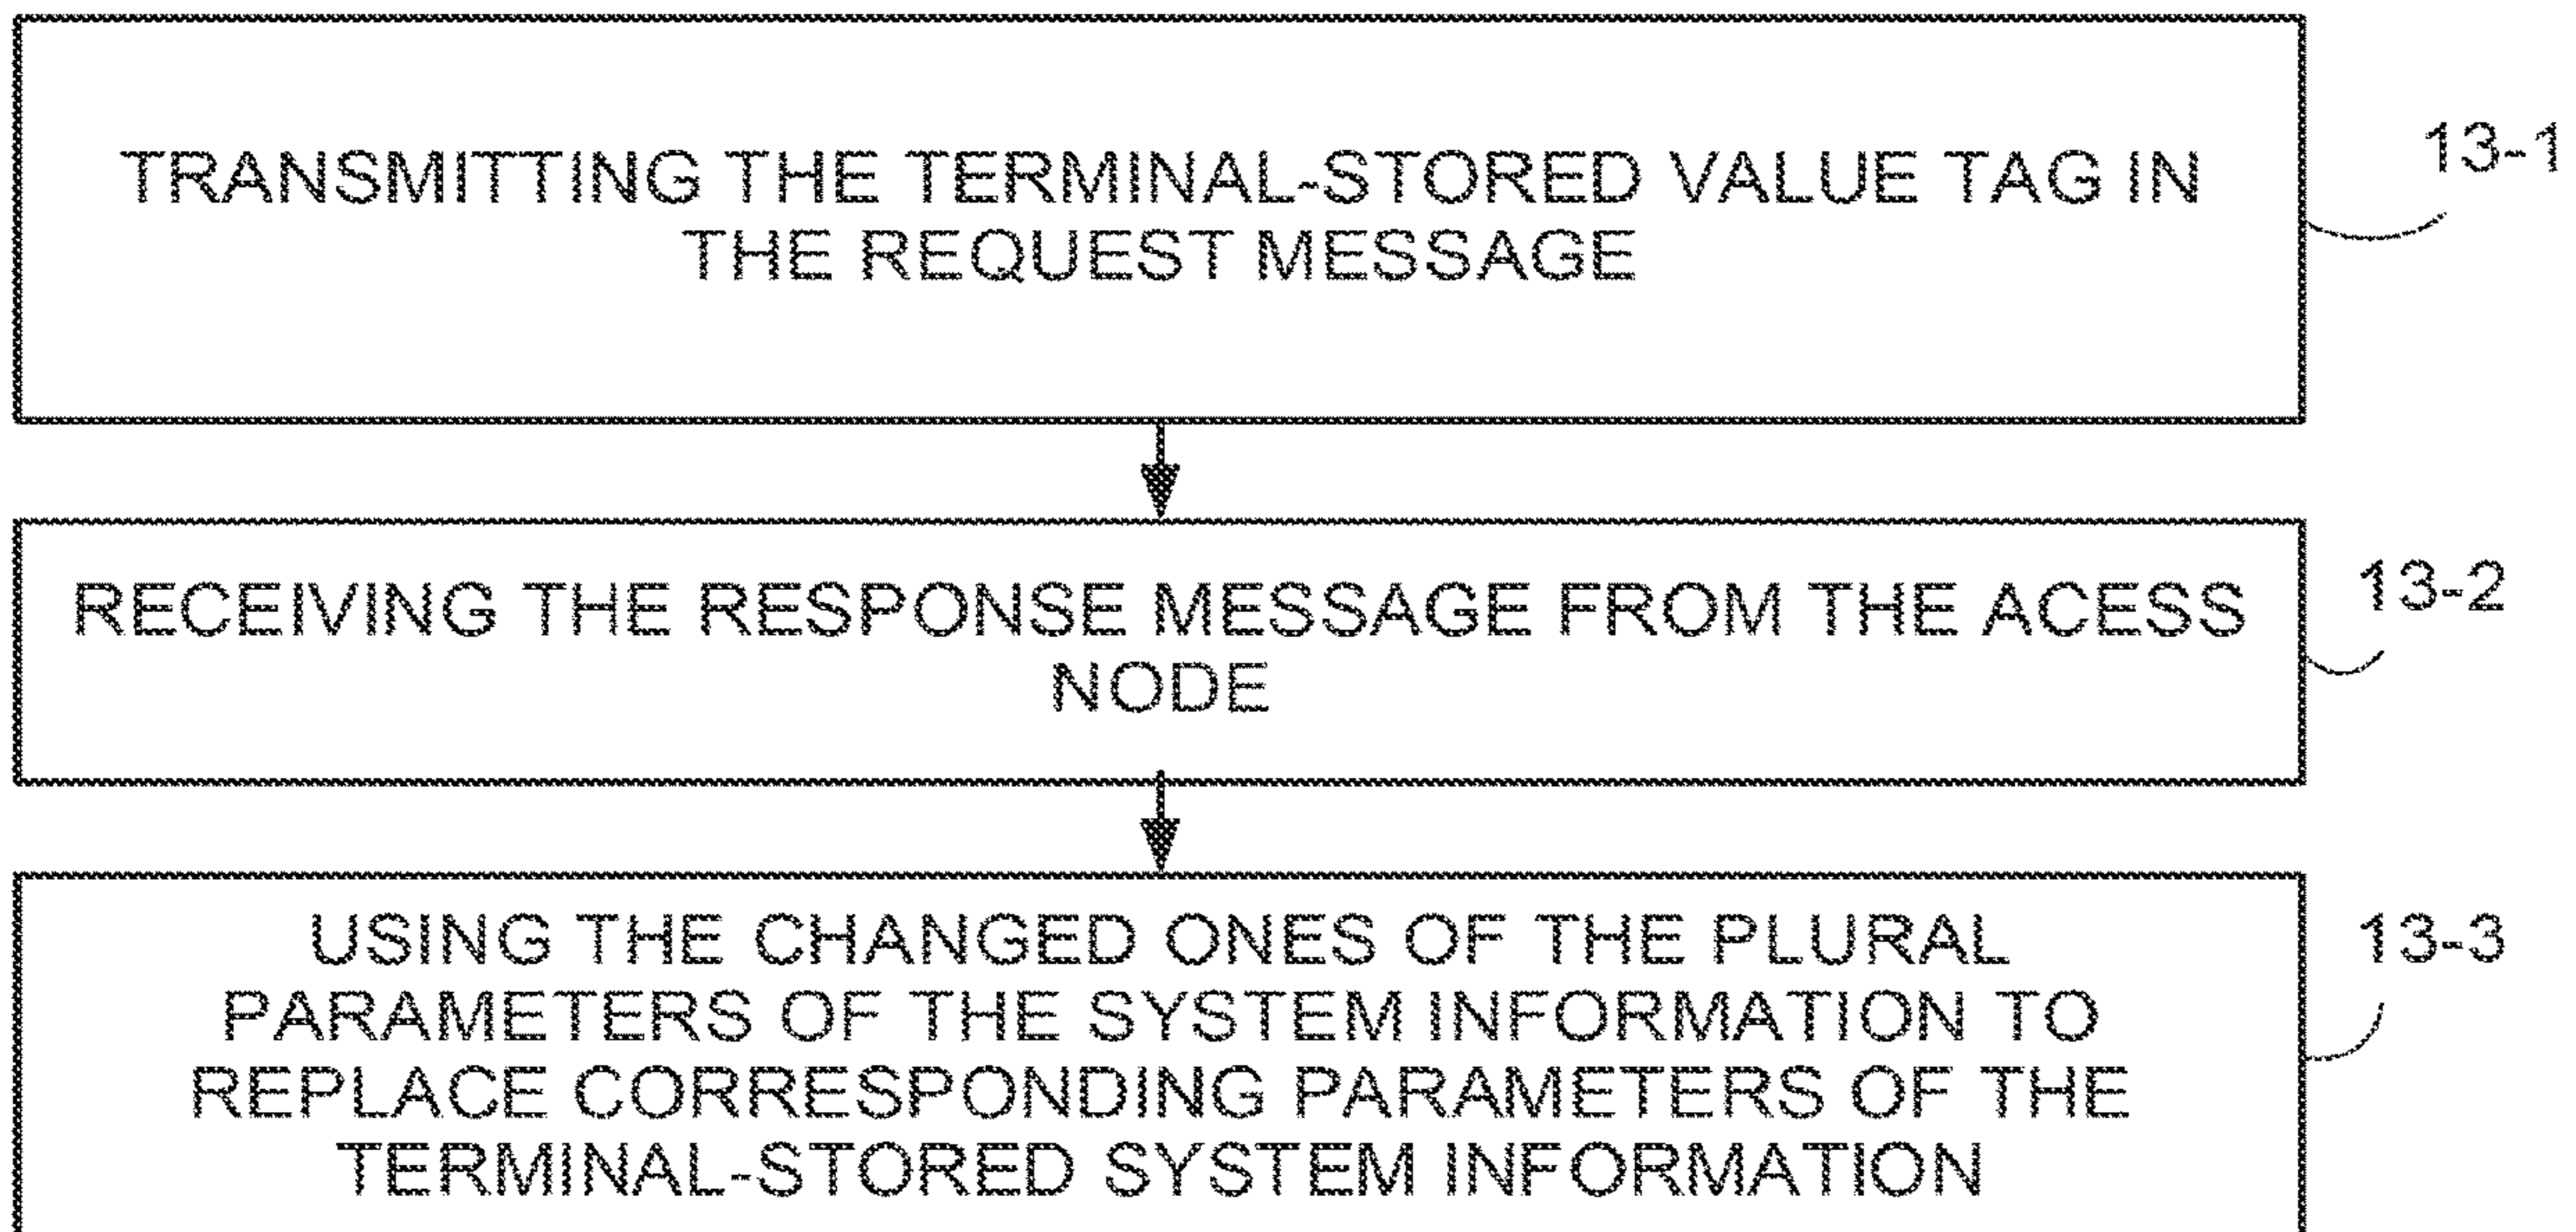 TRANSMITTING THE TERMINAL-STORED VALUE TAG IN
THE REQUEST MESSAGE
13-1
RECEIVING THE RESPONSE MESSAGE FROM THE ACESS
NODE
13-2
USING THE CHANGED ONES OF THE PLURAL
PARAMETERS OF THE SYSTEM INFORMATION TO
REPLACE CORRESPONDING PARAMETERS OF THE
TERMINAL-STORED SYSTEM INFORMATION
13-3